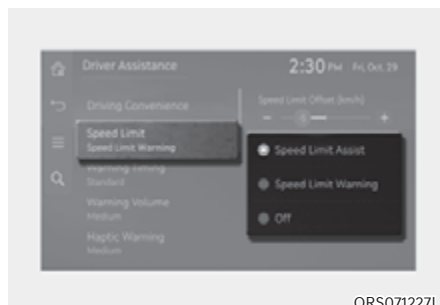 Driver Assistance
2:30 PM Fri, Oct. 29
Driving Convenience
Speed Limit Offset [km/h]
Speed Limit
Speed Limit Warning
- +
Speed Limit Assist
Warning Timing
Standard
Speed Limit Warning
Warning Volume
Medium
Off
Haptic Warning
Medium